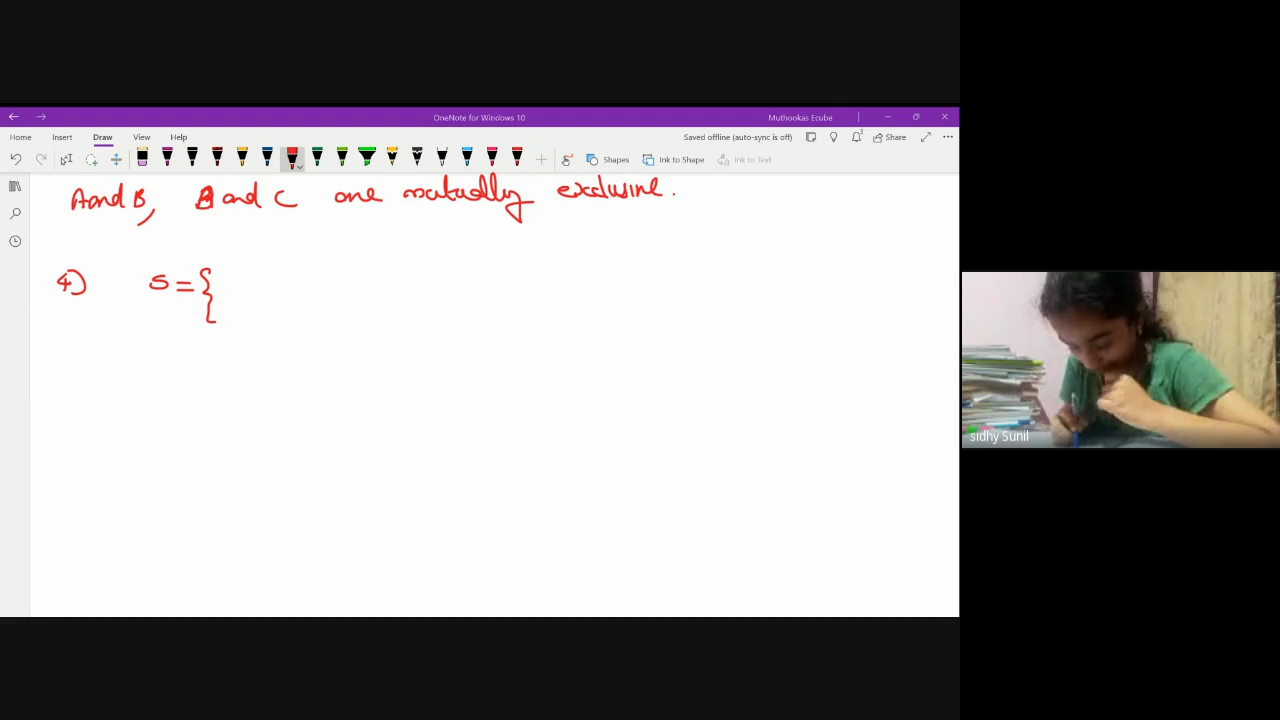 OneNote for Windows 10
Muthookas Ecube
Home Insert Draw View Help
Saved offline (auto-sync is off)
3
Share
Shapes
Ink to Shape
Ink to Text
A and B, B and C are mutually exclusive.
4) S = {
sidhy Sunil